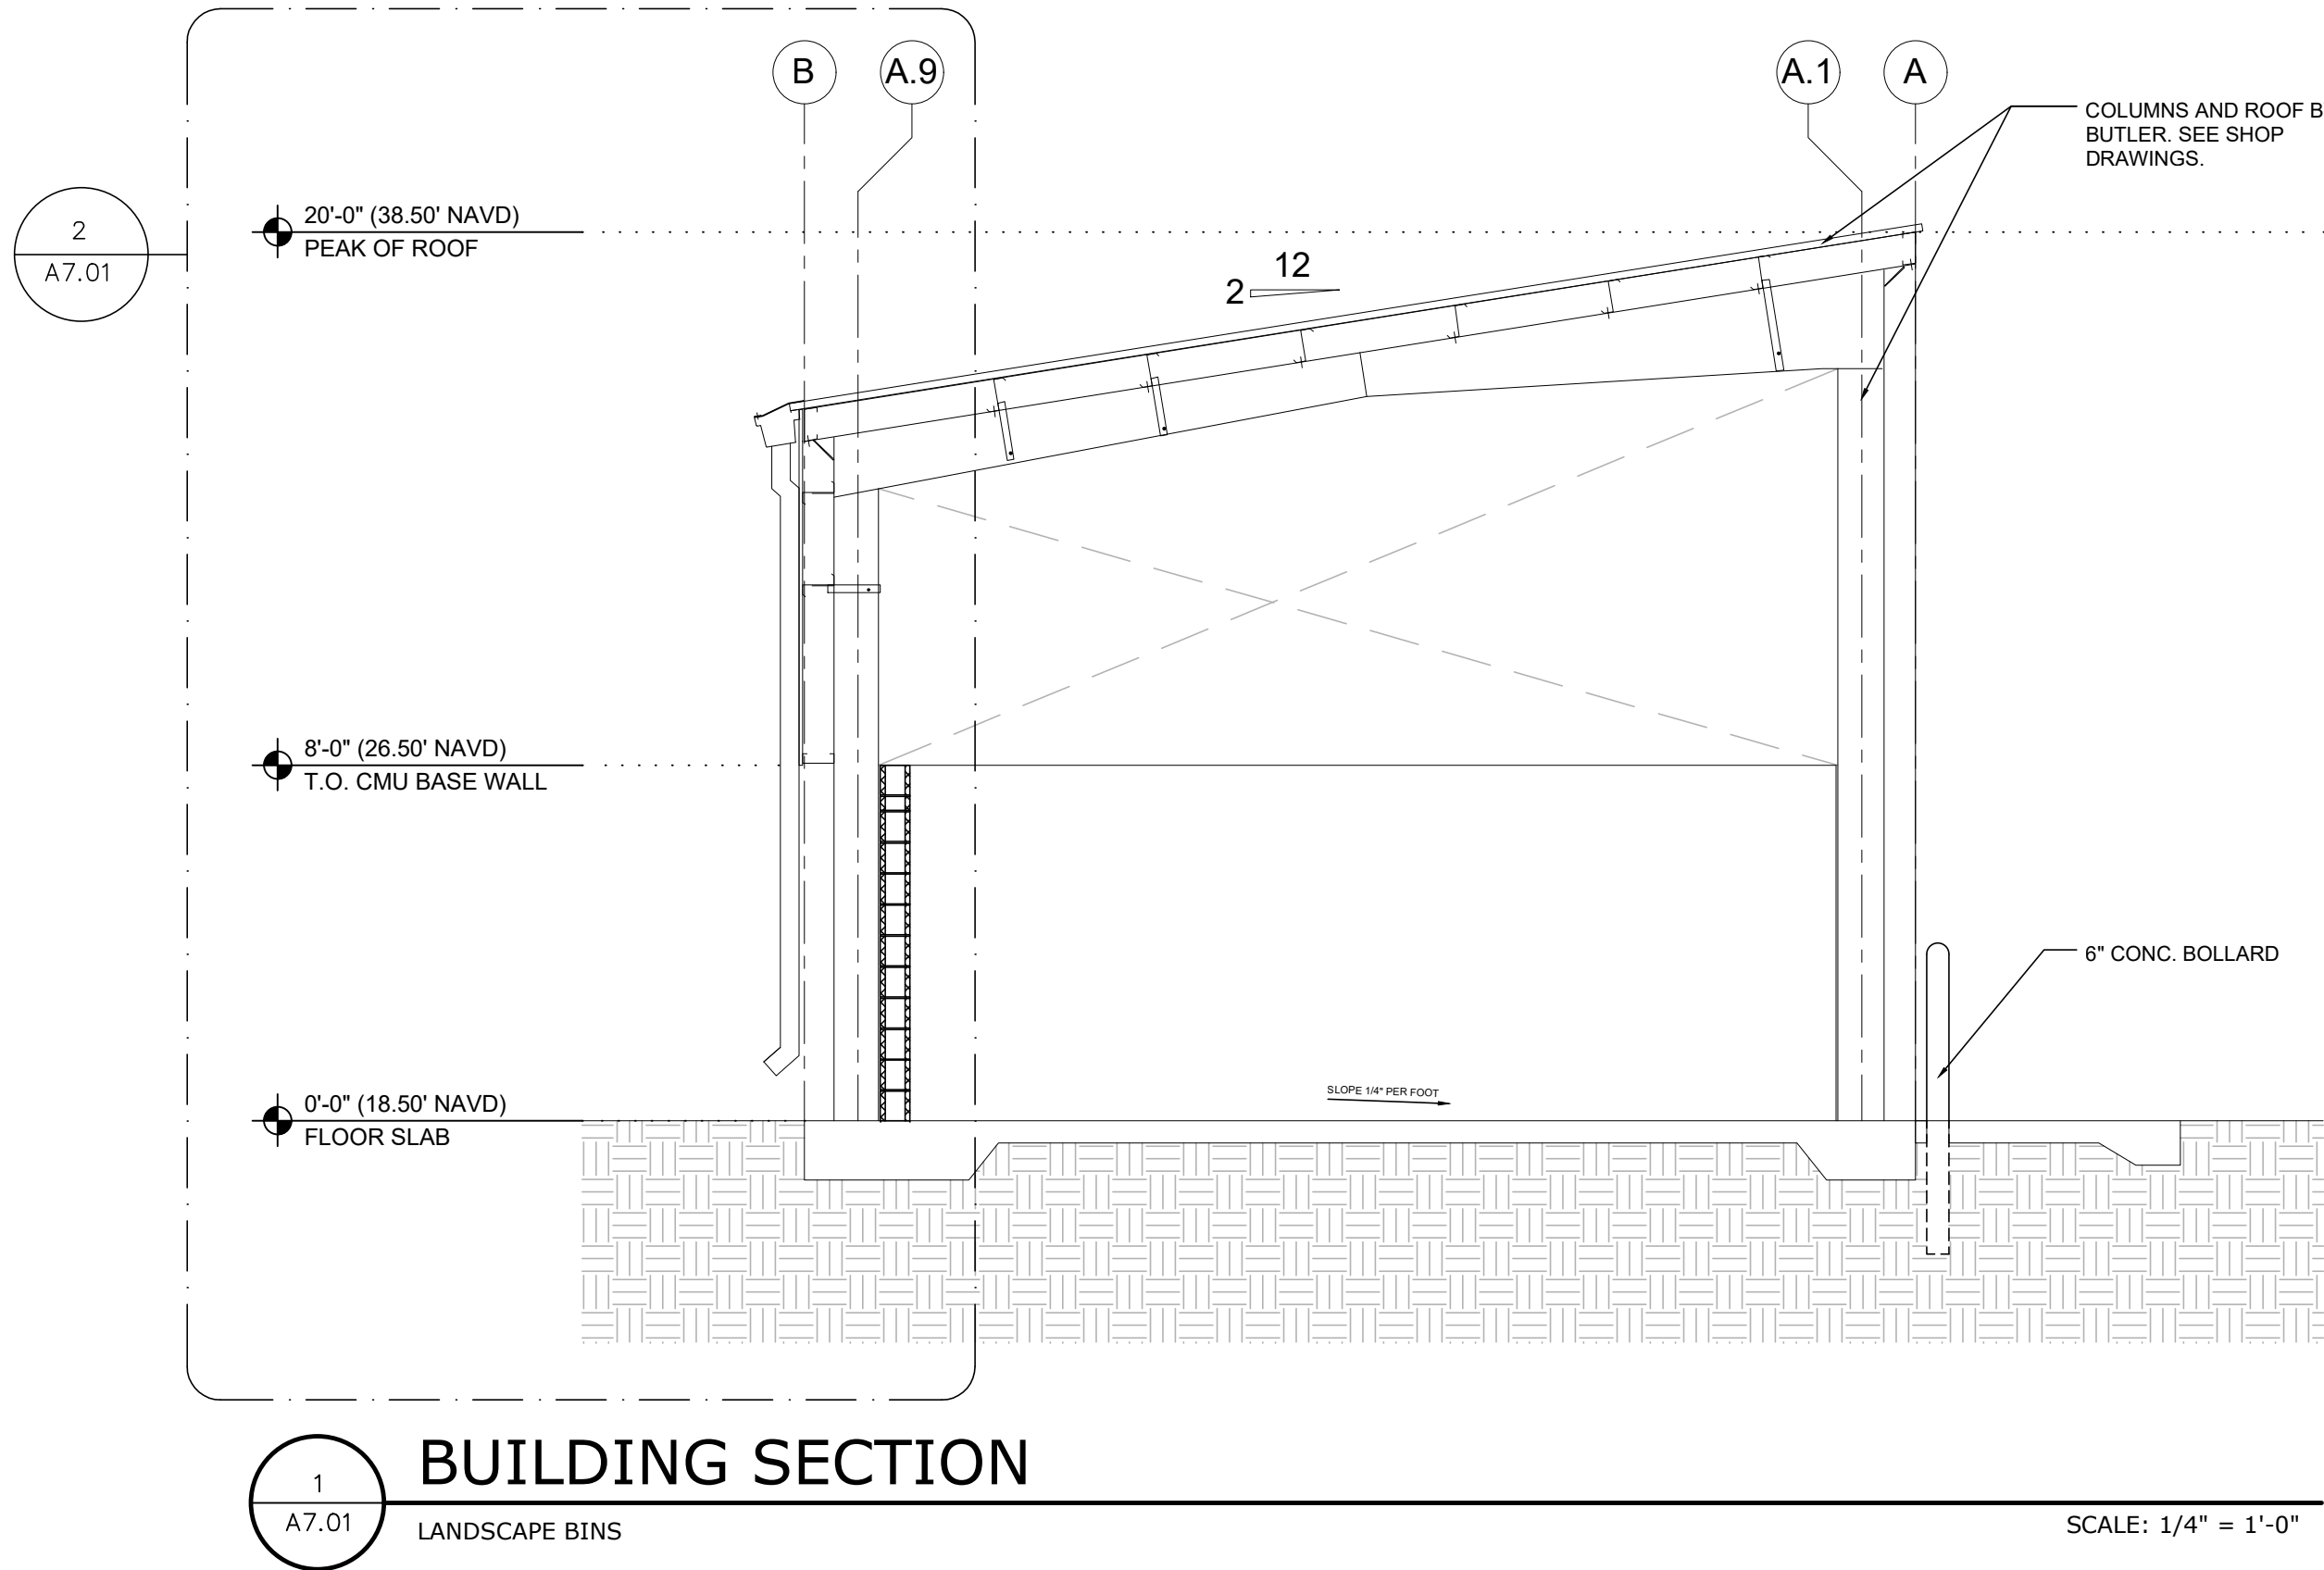 B
A.9
A.1
A
COLUMNS AND ROOF B
BUTLER. SEE SHOP
DRAWINGS.
2
A7.01
20'-0" (38.50' NAVD)
PEAK OF ROOF
12
2
8'-0" (26.50' NAVD)
T.O. CMU BASE WALL
6" CONC. BOLLARD
SLOPE 1/4" PER FOOT
0'-0" (18.50' NAVD)
FLOOR SLAB
1
A7.01
BUILDING SECTION
LANDSCAPE BINS
SCALE: 1/4" = 1'-0"